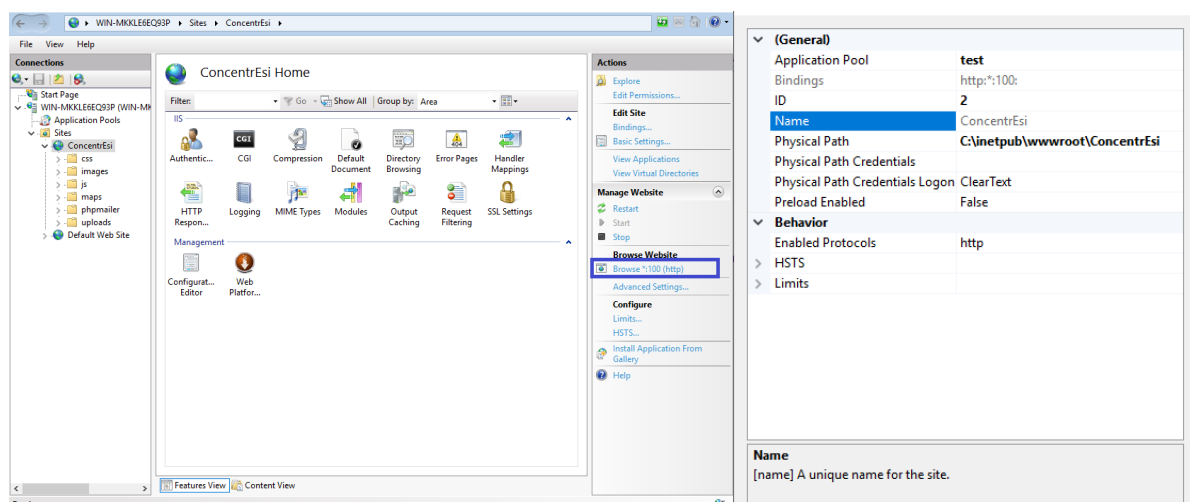 WIN-MKKLE6EQ93P ▸ Sites ▸ ConcentrEsi ▸
File View Help
Connections
Start Page
WIN-MKKLE6EQ93P (WIN-MK
Application Pools
Sites
ConcentrEsi
css
images
js
maps
phpmailer
uploads
Default Web Site
ConcentrEsi Home
Filter: Go Show All Group by: Area
IIS
Authentic... CGI Compression Default Document Directory Browsing Error Pages Handler Mappings
HTTP Respon... Logging MIME Types Modules Output Caching Request Filtering SSL Settings
Management
Configurat... Editor Web Platfor...
Features View Content View
Actions
Explore
Edit Permissions...
Edit Site
Bindings...
Basic Settings...
View Applications
View Virtual Directories
Manage Website
Restart
Start
Stop
Browse Website
Browse *:100 (http)
Advanced Settings...
Configure
Limits...
HSTS...
Install Application From
Gallery
Help
(General)
Application Pool test
Bindings http:*:100:
ID 2
Name ConcentrEsi
Physical Path C:\inetpub\wwwroot\ConcentrEsi
Physical Path Credentials
Physical Path Credentials Logon ClearText
Preload Enabled False
Behavior
Enabled Protocols http
HSTS
Limits
Name
[name] A unique name for the site.